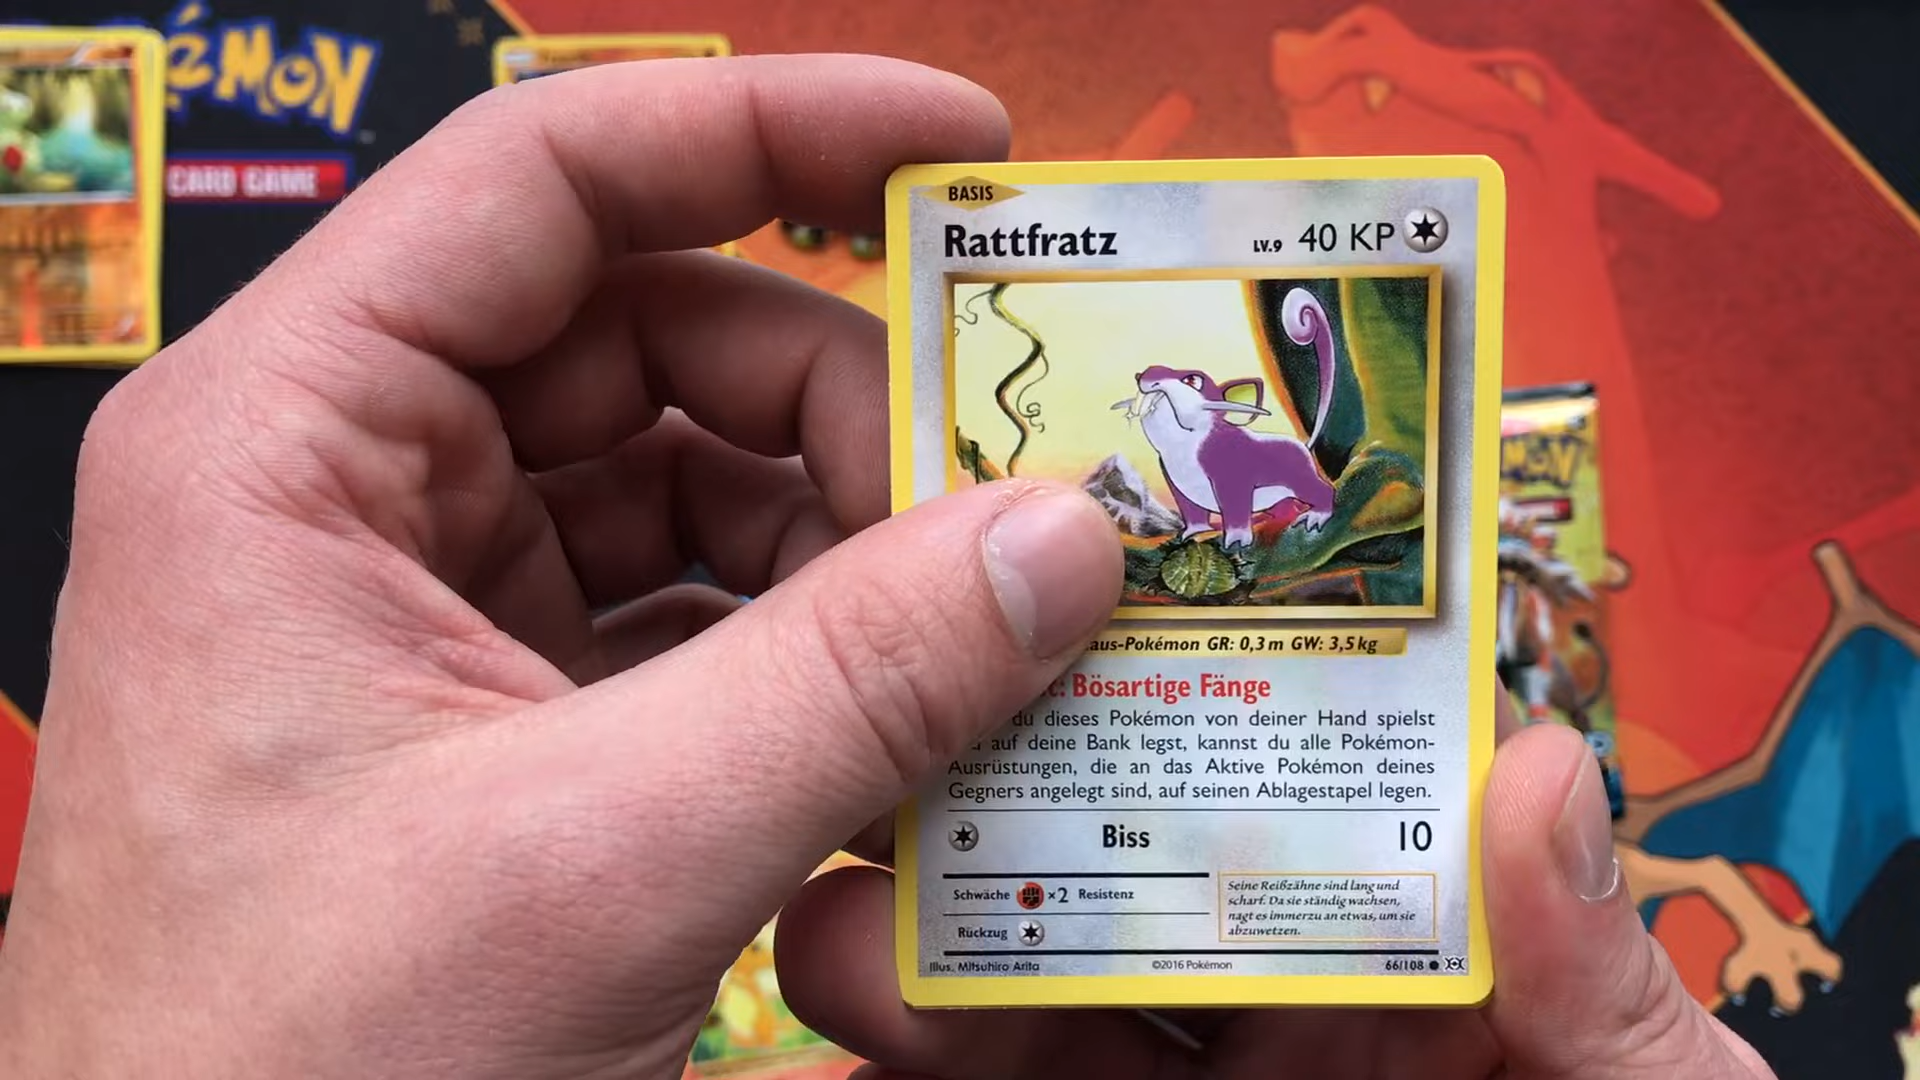 éMON
CARD GAME
BASIS
Rattfratz
LV.9 40 KP
aus-Pokémon GR: 0,3 m GW: 3,5 kg
t: Bösartige Fänge
du dieses Pokémon von deiner Hand spielst
auf deine Bank legst, kannst du alle Pokémon-
Ausrüstungen, die an das Aktive Pokémon deines
Gegners angelegt sind, auf seinen Ablagestapel legen.
Biss 10
Schwäche ×2 Resistenz
Rückzug
Seine Reißzähne sind lang und
scharf. Da sie ständig wachsen,
nagt es immerzu an etwas, um sie
abzuwetzen.
Illus. Mitsuhiro Arita
©2016 Pokémon
66/108
MON